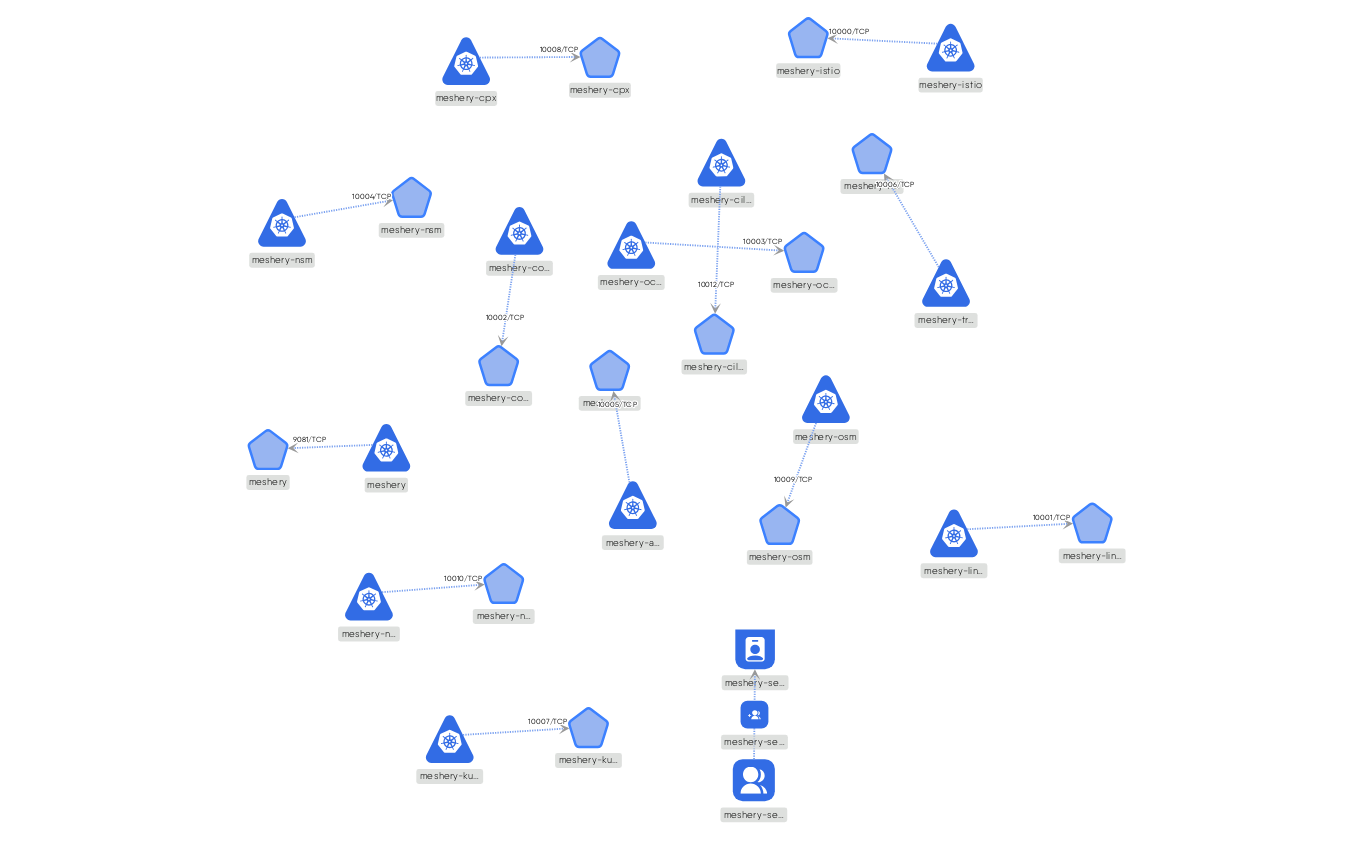 10008/TCP
meshery-cpx
meshery-cpx
10000/TCP
meshery-istio
meshery-istio
10004/TCP
meshery-nsm
meshery-nsm
meshery-cil...
10006/TCP
meshery-co...
10003/TCP
meshery-oc...
meshery-oc...
10012/TCP
meshery-tr...
10002/TCP
meshery-cil...
meshery-co...
10005/TCP
meshery-osm
9081/TCP
meshery
meshery
10009/TCP
meshery-a...
meshery-osm
10001/TCP
meshery-lin...
meshery-lin...
10010/TCP
meshery-n...
meshery-n...
meshery-se...
10007/TCP
meshery-ku...
meshery-ku...
meshery-se...
meshery-se...